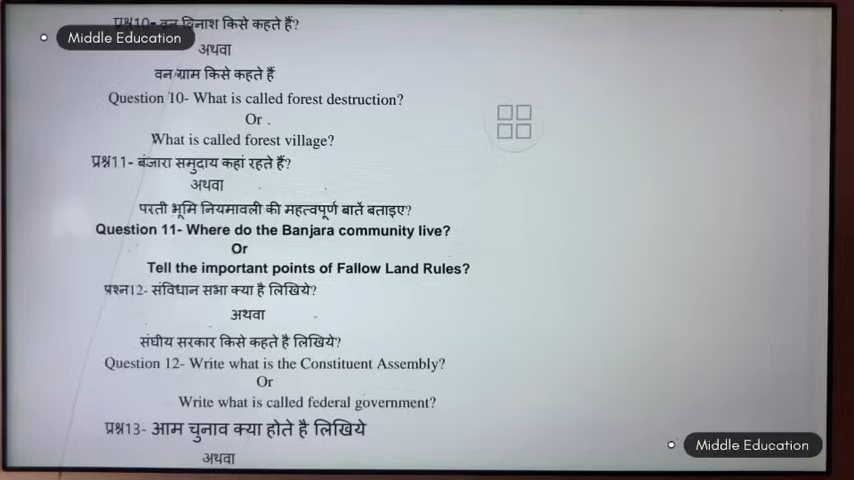 प्रश्न10- वन विनाश किसे कहते हैं?
Middle Education
अथवा
वन ग्राम किसे कहते हैं
Question 10- What is called forest destruction?
Or .
What is called forest village?
प्रश्न11- बंजारा समुदाय कहां रहते हैं?
अथवा
परती भूमि नियमावली की महत्वपूर्ण बातें बताइए?
Question 11- Where do the Banjara community live?
Or
Tell the important points of Fallow Land Rules?
प्रश्न12- संविधान सभा क्या है लिखिये?
अथवा
संघीय सरकार किसे कहते है लिखिये?
Question 12- Write what is the Constituent Assembly?
Or
Write what is called federal government?
प्रश्न13- आम चुनाव क्या होते है लिखिये
Middle Education
अथवा